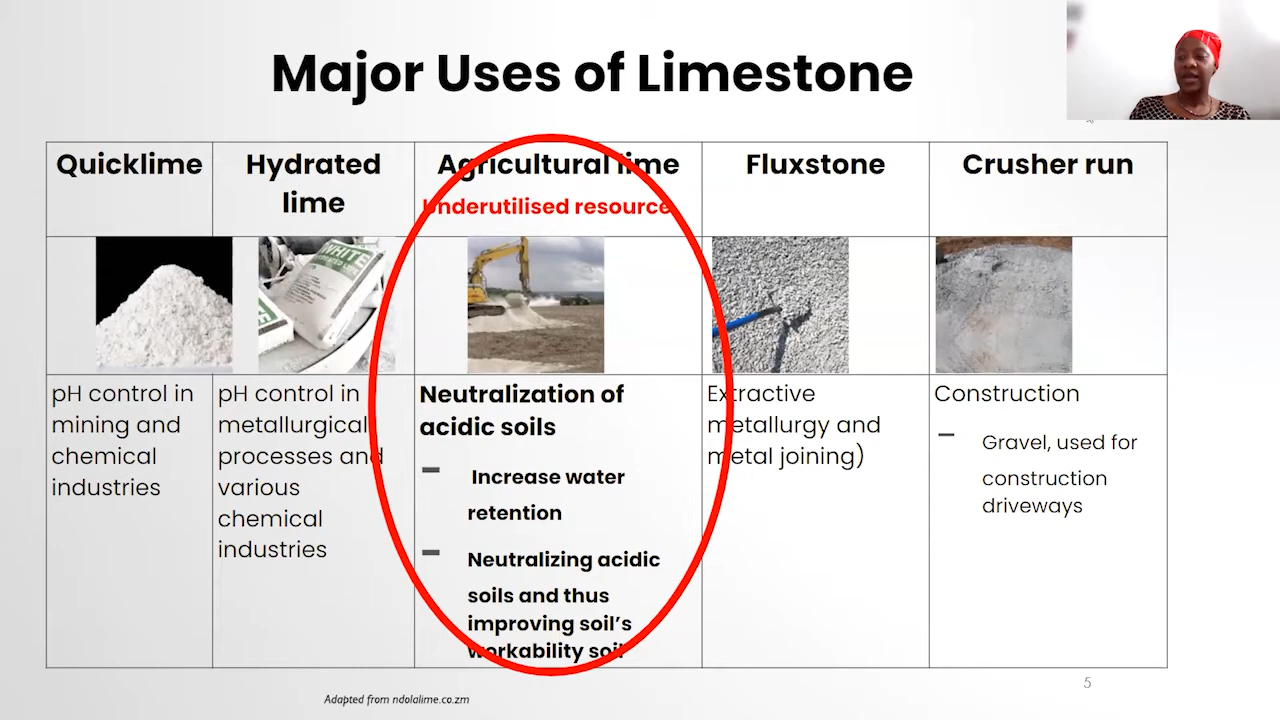 Major Uses of Limestone
Quicklime
Hydrated
lime
Agricultural lime
Underutilised resource
Fluxstone
Crusher run
WHITE
pH control in
mining and
chemical
industries
pH control in
metallurgical
processes and
various
chemical
industries
Neutralization of
acidic soils
– Increase water
retention
– Neutralizing acidic
soils and thus
improving soil’s
workability soil
Extractive
metallurgy and
metal joining)
Construction
– Gravel, used for
construction
driveways
Adapted from ndolalime.co.zm
5